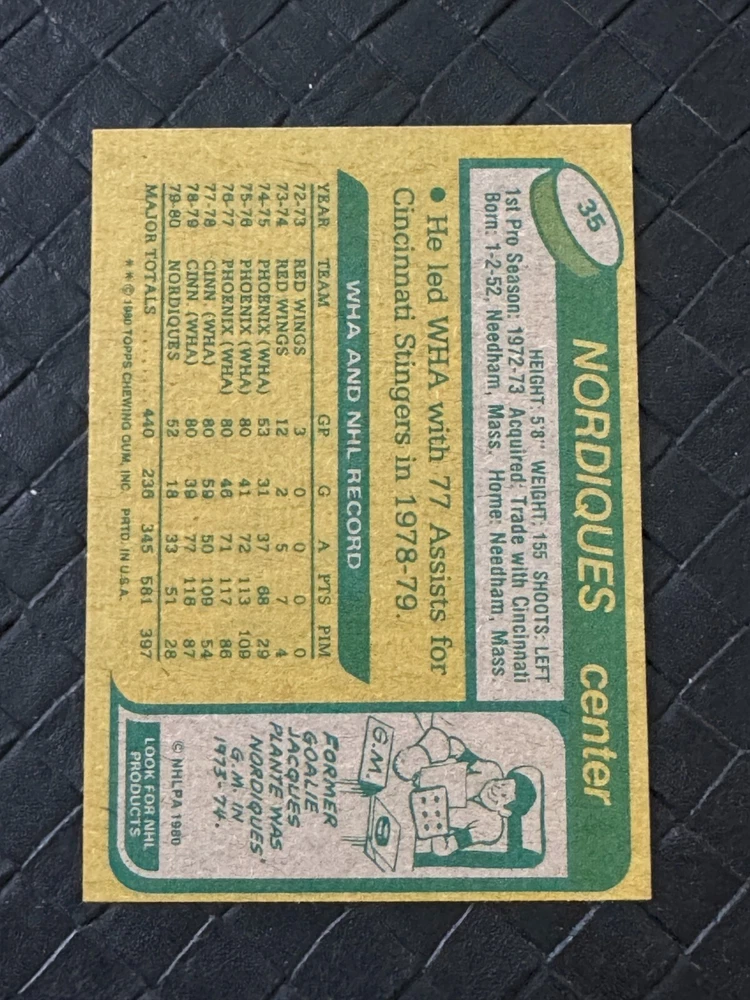 35
NORDIQUES center
HEIGHT: 5'8" WEIGHT: 155 SHOOTS: LEFT
1st Pro Season: 1972-73 Acquired: Trade with Cincinnati
Born: 1-2-52, Needham, Mass. Home: Needham, Mass.
● He led WHA with 77 Assists for
Cincinnati Stingers in 1978-79.
WHA AND NHL RECORD
YEAR TEAM GP G A PTS PIM
72-73 RED WINGS 3 0 0 0 0
73-74 RED WINGS 12 2 5 7 4
74-75 PHOENIX (WHA) 53 31 37 68 29
75-76 PHOENIX (WHA) 80 41 72 113 109
76-77 PHOENIX (WHA) 80 46 71 117 86
77-78 CINN (WHA) 80 59 50 109 54
78-79 CINN (WHA) 80 39 77 116 87
79-80 NORDIQUES 52 18 33 51 28
MAJOR TOTALS ..... 440 236 345 581 397
* * © 1980 TOPPS CHEWING GUM, INC. PRTD. IN U.S.A.
G.M.
FORMER
GOALIE
JACQUES
PLANTE WAS
NORDIQUES'
G.M. IN
1973-74.
© NHLPA 1980
LOOK FOR NHL
PRODUCTS